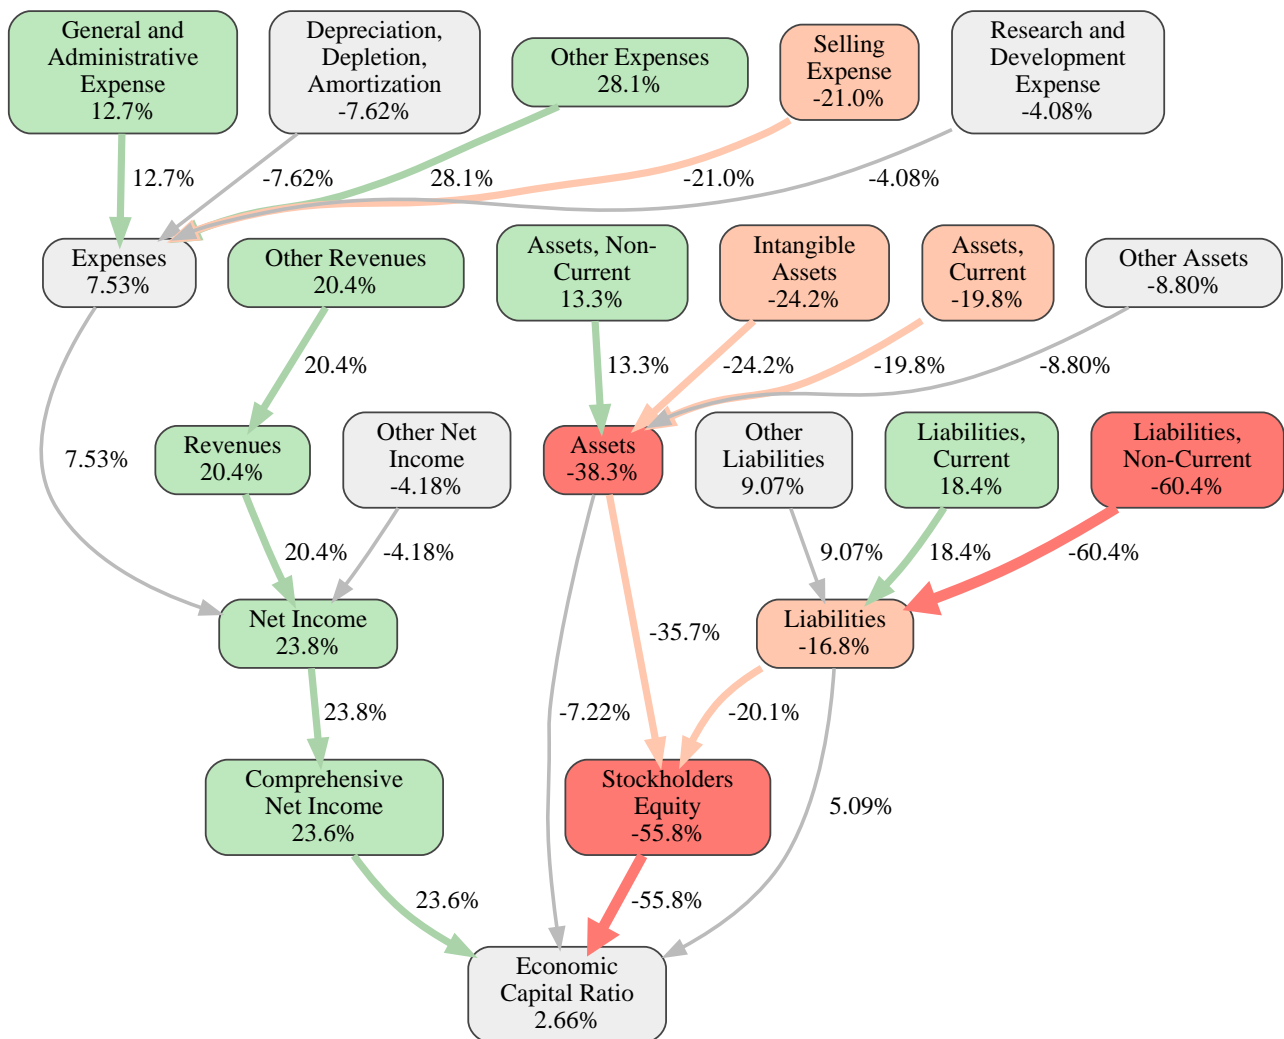 General and
Administrative
Expense
12.7%
Depreciation,
Depletion,
Amortization
-7.62%
Other Expenses
28.1%
Selling
Expense
-21.0%
Research and
Development
Expense
-4.08%
12.7%
-7.62%
28.1%
-21.0%
-4.08%
Expenses
7.53%
Other Revenues
20.4%
Assets, Non-
Current
13.3%
Intangible
Assets
-24.2%
Assets,
Current
-19.8%
Other Assets
-8.80%
20.4%
13.3%
-24.2%
-19.8%
-8.80%
7.53%
Revenues
20.4%
Other Net
Income
-4.18%
Assets
-38.3%
Other
Liabilities
9.07%
Liabilities,
Current
18.4%
Liabilities,
Non-Current
-60.4%
20.4%
-4.18%
9.07%
18.4%
-60.4%
Net Income
23.8%
-35.7%
Liabilities
-16.8%
23.8%
-7.22%
-20.1%
Comprehensive
Net Income
23.6%
Stockholders
Equity
-55.8%
5.09%
23.6%
-55.8%
Economic
Capital Ratio
2.66%